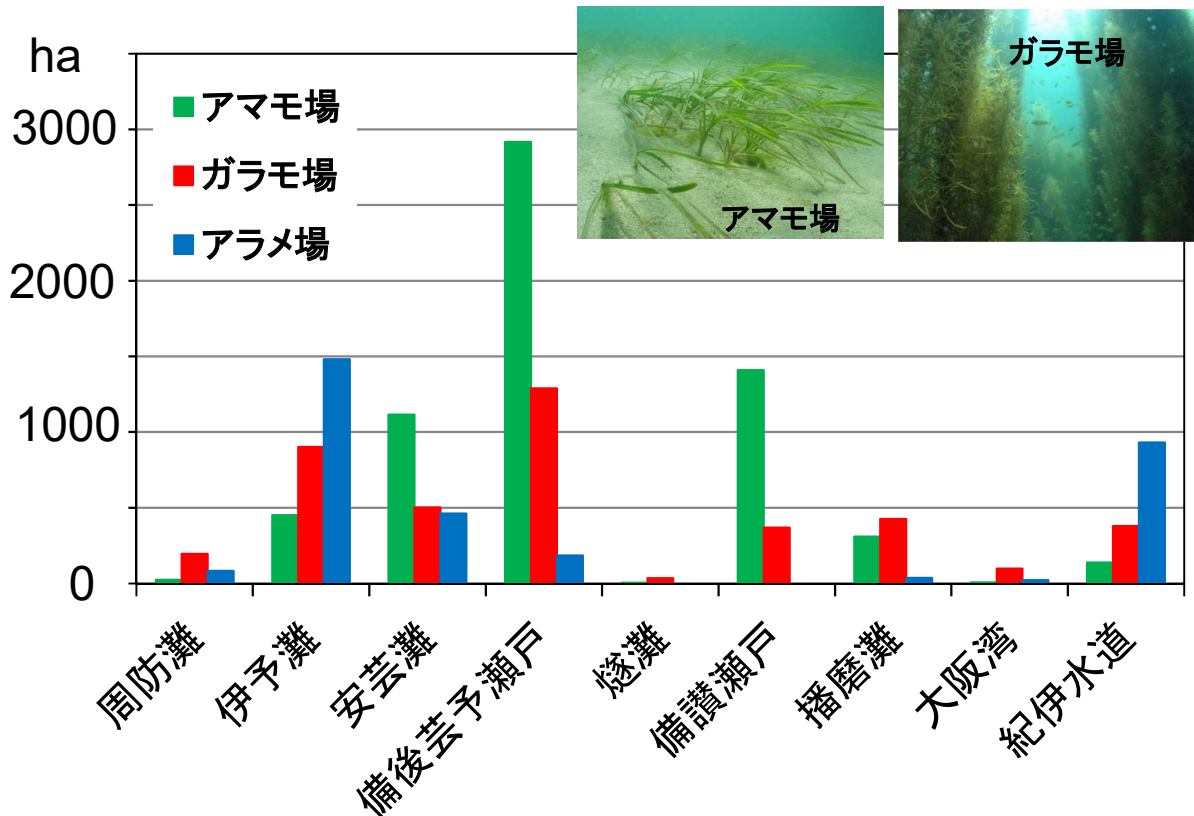 ha
アマモ場
ガラモ場
アラメ場
3000
2000
1000
0
アマモ場
ガラモ場
周防灘
伊予灘
安芸灘
備後芸予瀬戸
燧灘
備讃瀬戸
播磨灘
大阪湾
紀伊水道